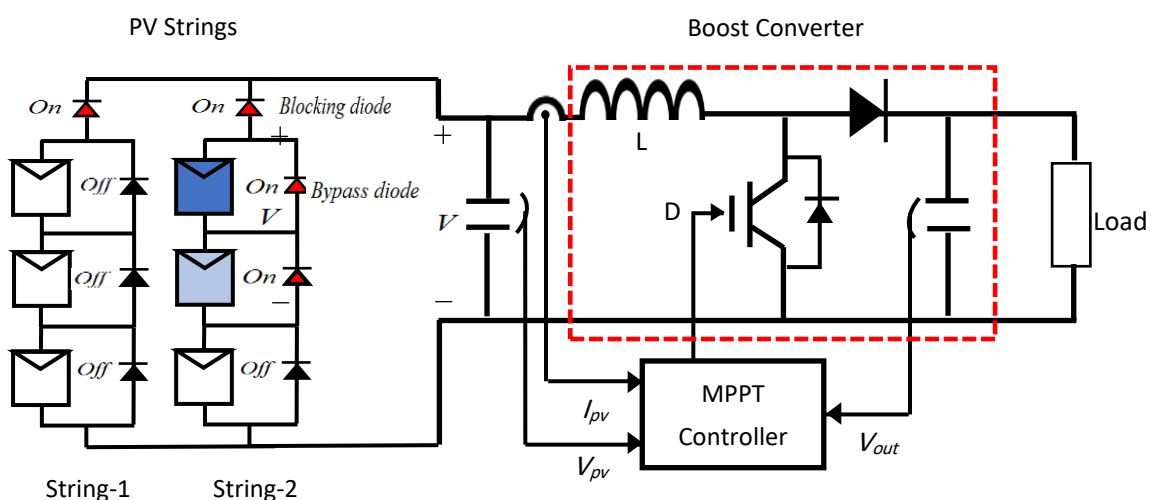 PV Strings
Boost Converter
On
On
Blocking diode
+
+
L
Off
On
Bypass diode
V
V
D
Load
Off
On
−
−
Off
Off
MPPT
Controller
Ipv
Vpv
Vout
String-1
String-2